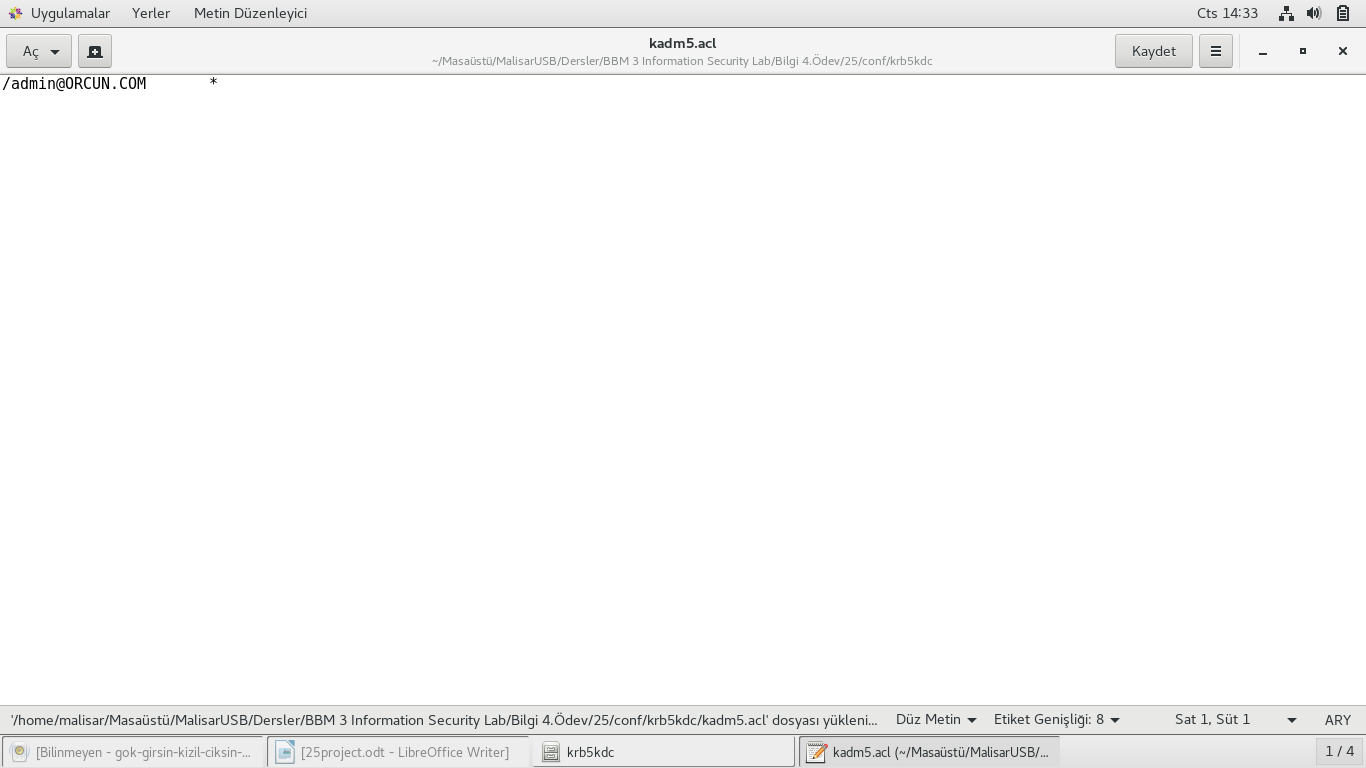 Uygulamalar Yerler Metin Düzenleyici Cts 14:33
Aç kadm5.acl Kaydet
~/Masaüstü/MalisarUSB/Dersler/BBM 3 Information Security Lab/Bilgi 4.Ödev/25/conf/krb5kdc
/admin@ORCUN.COM *
'/home/malisar/Masaüstü/MalisarUSB/Dersler/BBM 3 Information Security Lab/Bilgi 4.Ödev/25/conf/krb5kdc/kadm5.acl' dosyası yükleni... Düz Metin Etiket Genişliği: 8 Sat 1, Süt 1 ARY
[Bilinmeyen - gok-girsin-kizil-ciksin-... [25project.odt - LibreOffice Writer] krb5kdc kadm5.acl (~/Masaüstü/MalisarUSB/... 1 / 4